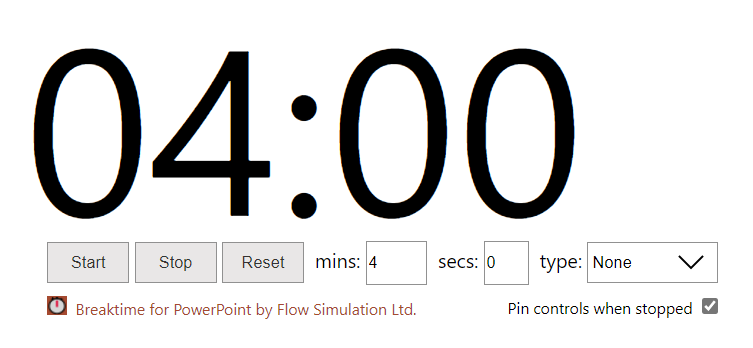 04:00
Start Stop Reset mins: 4 secs: 0 type: None
Breaktime for PowerPoint by Flow Simulation Ltd. Pin controls when stopped